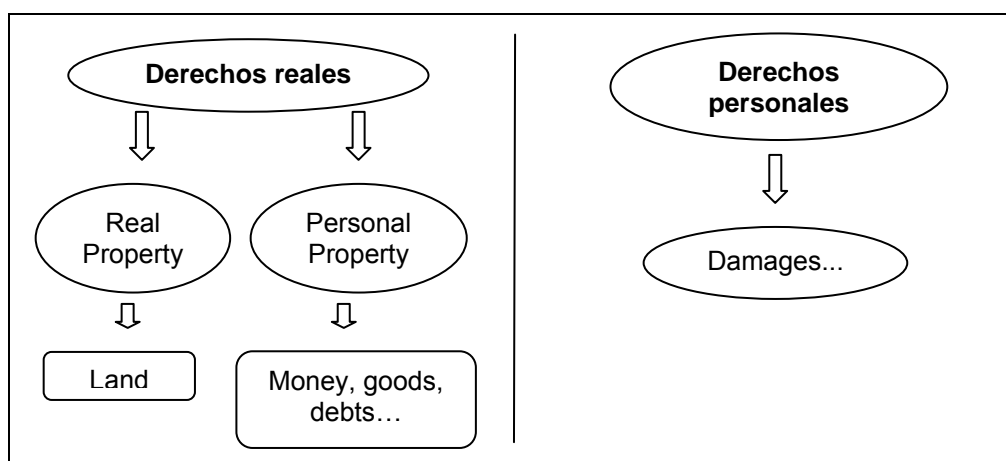 Derechos reales
Real
Property
Personal
Property
Land
Money, goods,
debts…
Derechos
personales
Damages...